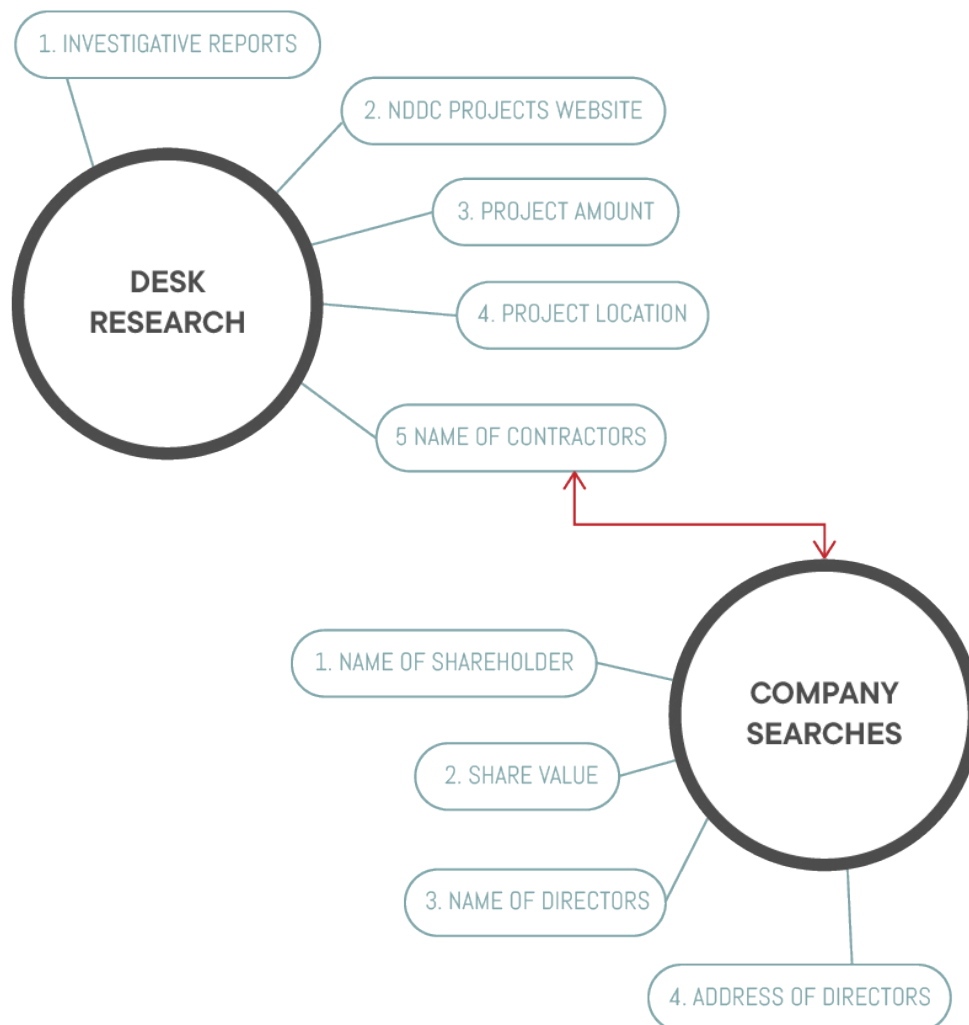 1. INVESTIGATIVE REPORTS
2. NDDC PROJECTS WEBSITE
3. PROJECT AMOUNT
DESK
RESEARCH
4. PROJECT LOCATION
5 NAME OF CONTRACTORS
1. NAME OF SHAREHOLDER
COMPANY
SEARCHES
2. SHARE VALUE
3. NAME OF DIRECTORS
4. ADDRESS OF DIRECTORS